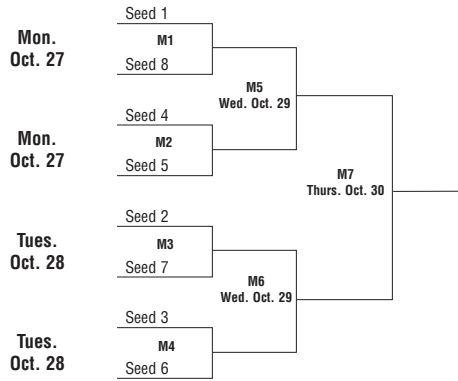 Mon.
Oct. 27
Seed 1
M1
Seed 8
M5
Wed. Oct. 29
Mon.
Oct. 27
Seed 4
M2
Seed 5
M7
Thurs. Oct. 30
Tues.
Oct. 28
Seed 2
M3
Seed 7
M6
Wed. Oct. 29
Tues.
Oct. 28
Seed 3
M4
Seed 6